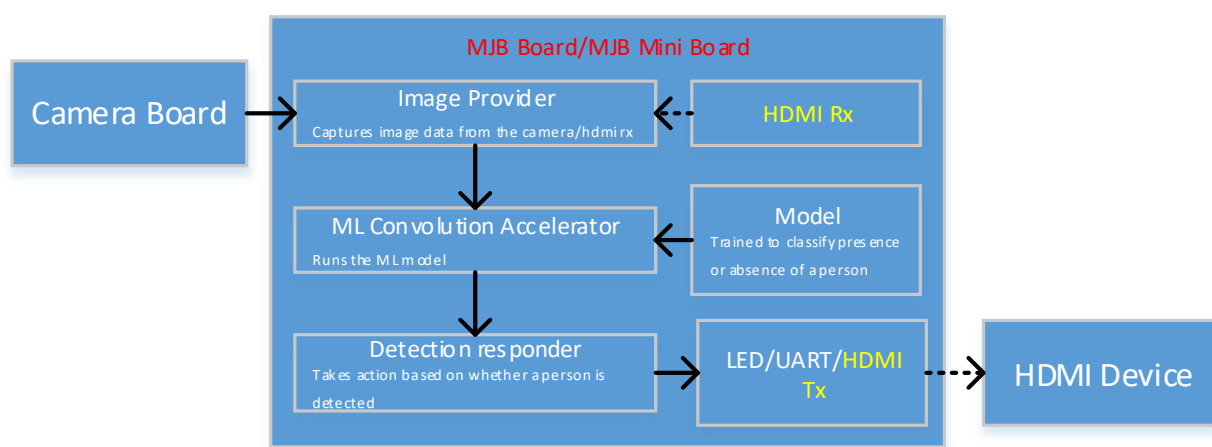 MJB Board/MJB Mini Board
Camera Board
Image Provider
Captures image data from the camera/hdmi rx
HDMI Rx
ML Convolution Accelerator
Runs the ML model
Model
Trained to classify presence
or absence of a person
Detection responder
Takes action based on whether a person is
detected
LED/UART/HDMI
Tx
HDMI Device